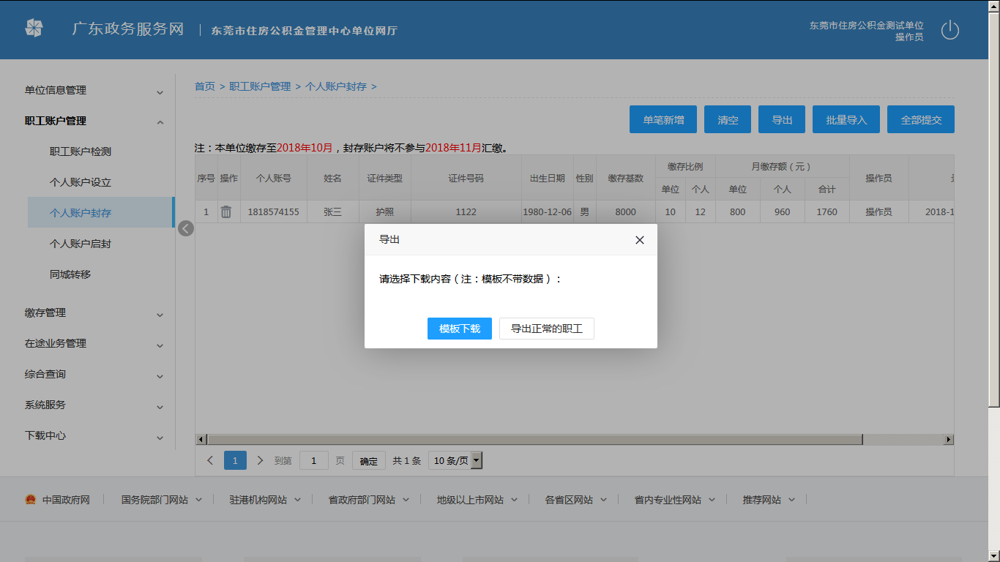 广东政务服务网 | 东莞市住房公积金管理中心单位网厅
东莞市住房公积金测试单位
操作员
单位信息管理
职工账户管理
职工账户检测
个人账户设立
个人账户封存
个人账户启封
同城转移
缴存管理
在途业务管理
综合查询
系统服务
下载中心
首页 > 职工账户管理 > 个人账户封存 >
单笔新增 清空 导出 批量导入 全部提交
注：本单位缴存至2018年10月，封存账户将不参与2018年11月汇缴。
序号 操作 个人账号 姓名 证件类型 证件号码 出生日期 性别 缴存基数 缴存比例 月缴存额（元） 操作员
单位 个人 单位 个人 合计
1 1818574155 张三 护照 1122 1980-12-06 男 8000 10 12 800 960 1760 操作员 2018-1
导出
请选择下载内容（注：模板不带数据）：
模板下载 导出正常的职工
1 到第 1 页 确定 共 1 条 10 条/页
中国政府网 国务院部门网站 驻港机构网站 省政府部门网站 地级以上市网站 各省区网站 省内专业性网站 推荐网站